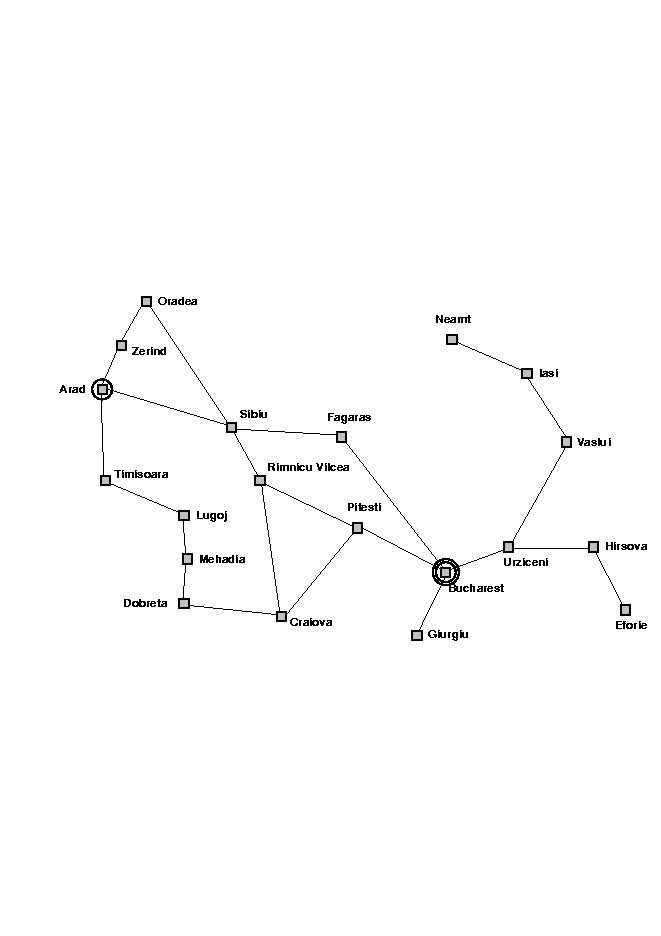 Oradea
Neamt
Zerind
Iasi
Arad
Sibiu
Fagaras
Vaslui
Rimnicu Vilcea
Timisoara
Pitesti
Lugoj
Hirsova
Mehadia
Urziceni
Bucharest
Dobreta
Craiova
Eforie
Giurgiu